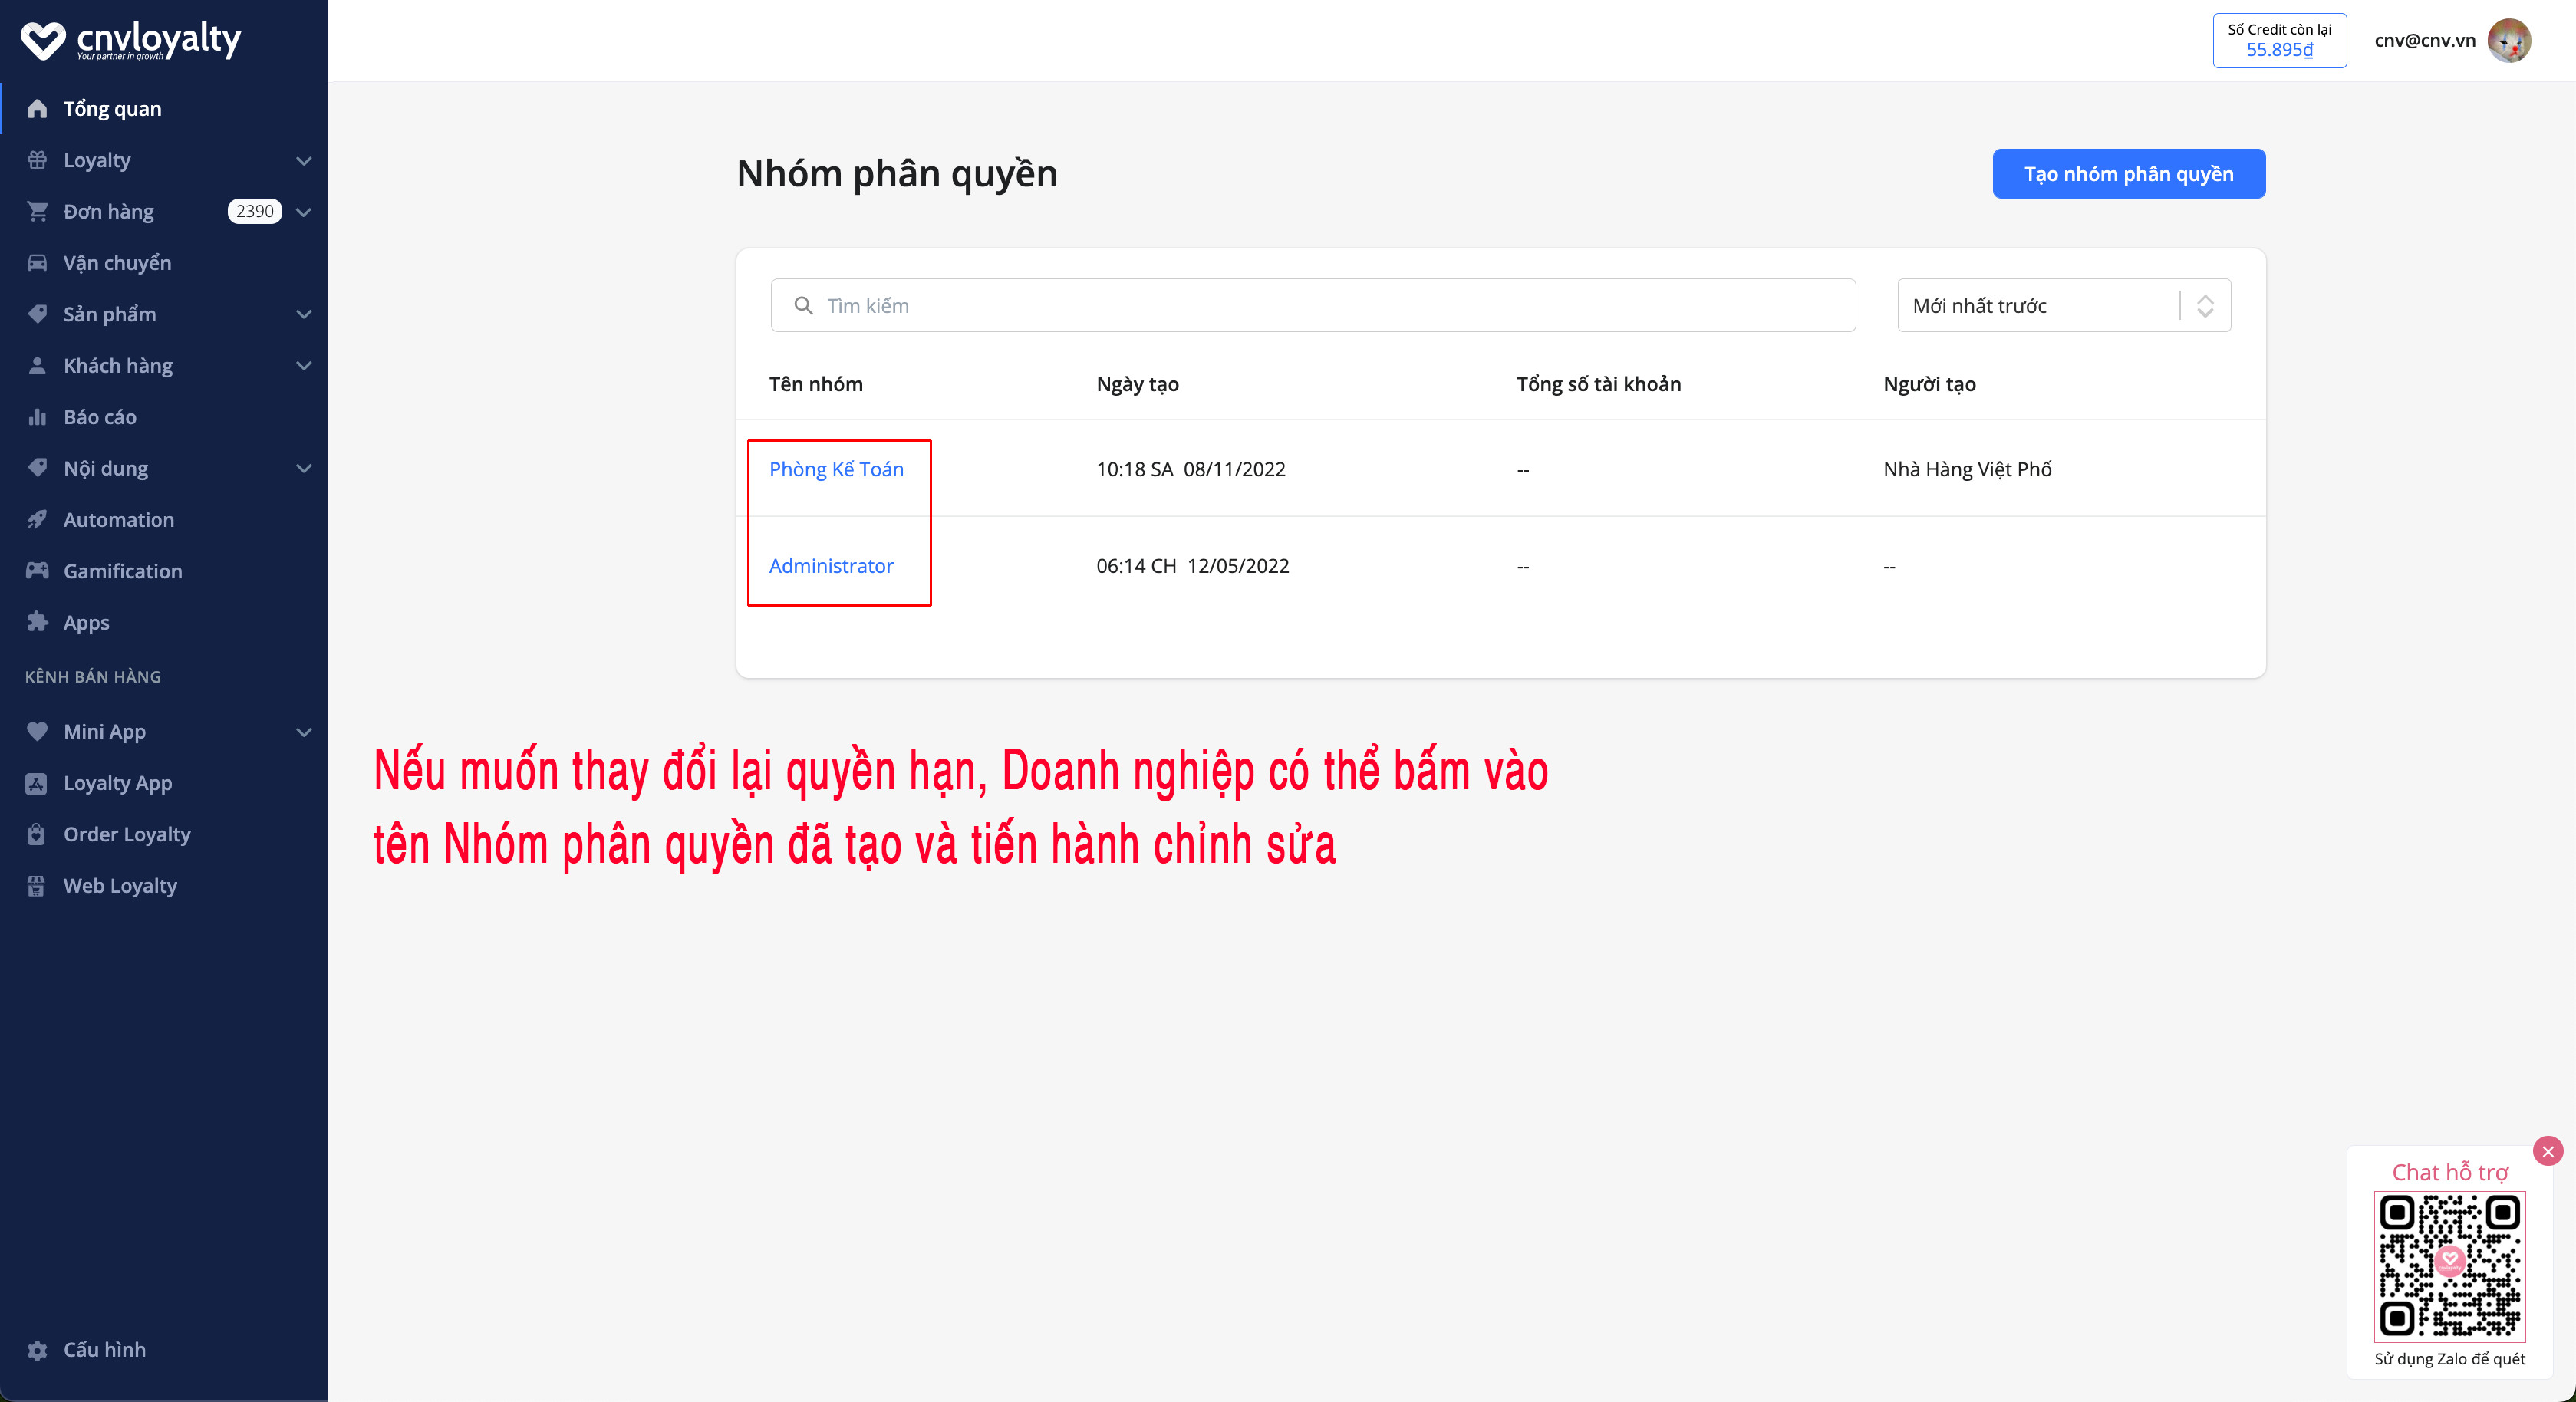 cnvloyalty
Your partner in growth
Số Credit còn lại
55.895₫
cnv@cnv.vn
Tổng quan
Loyalty
Đơn hàng 2390
Vận chuyển
Sản phẩm
Khách hàng
Báo cáo
Nội dung
Automation
Gamification
Apps
KÊNH BÁN HÀNG
Mini App
Loyalty App
Order Loyalty
Web Loyalty
Cấu hình
Nhóm phân quyền
Tạo nhóm phân quyền
Tìm kiếm
Mới nhất trước
Tên nhóm Ngày tạo Tổng số tài khoản Người tạo
Phòng Kế Toán 10:18 SA 08/11/2022 -- Nhà Hàng Việt Phố
Administrator 06:14 CH 12/05/2022 -- --
Nếu muốn thay đổi lại quyền hạn, Doanh nghiệp có thể bấm vào
tên Nhóm phân quyền đã tạo và tiến hành chỉnh sửa
Chat hỗ trợ
Sử dụng Zalo để quét